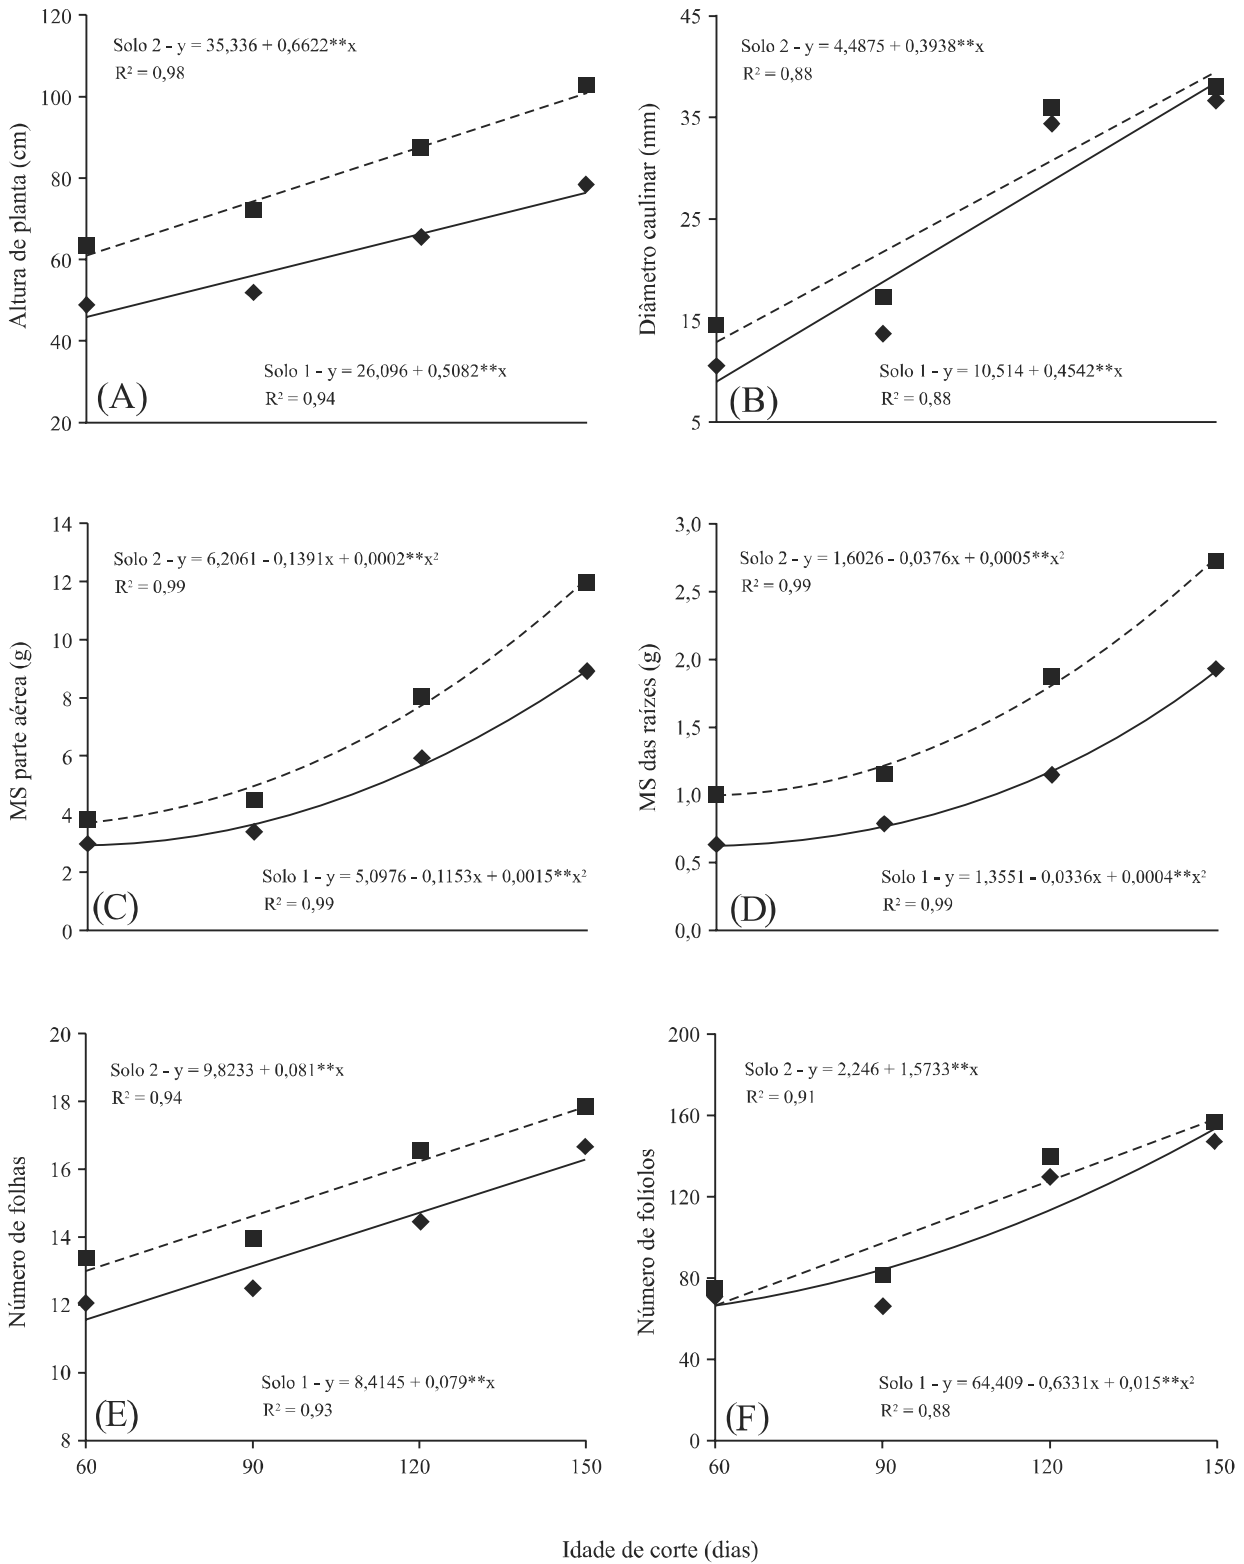 120
100
80
60
40
20
Altura de planta (cm)
Solo 2 - y = 35,336 + 0,6622**x
R² = 0,98
Solo 1 - y = 26,096 + 0,5082**x
R² = 0,94
(A)
45
35
25
15
5
Diâmetro caulinar (mm)
Solo 2 - y = 4,4875 + 0,3938**x
R² = 0,88
Solo 1 - y = 10,514 + 0,4542**x
R² = 0,88
(B)
14
12
10
8
6
4
2
0
MS parte aérea (g)
Solo 2 - y = 6,2061 - 0,1391x + 0,0002**x²
R² = 0,99
Solo 1 - y = 5,0976 - 0,1153x + 0,0015**x²
R² = 0,99
(C)
3,0
2,5
2,0
1,5
1,0
0,5
0,0
MS das raízes (g)
Solo 2 - y = 1,6026 - 0,0376x + 0,0005**x²
R² = 0,99
Solo 1 - y = 1,3551 - 0,0336x + 0,0004**x²
R² = 0,99
(D)
20
18
16
14
12
10
8
Número de folhas
Solo 2 - y = 9,8233 + 0,081**x
R² = 0,94
Solo 1 - y = 8,4145 + 0,079**x
R² = 0,93
(E)
60 90 120 150
200
160
120
80
40
0
Número de folíolos
Solo 2 - y = 2,246 + 1,5733**x
R² = 0,91
Solo 1 - y = 64,409 - 0,6331x + 0,015**x²
R² = 0,88
(F)
60 90 120 150
Idade de corte (dias)